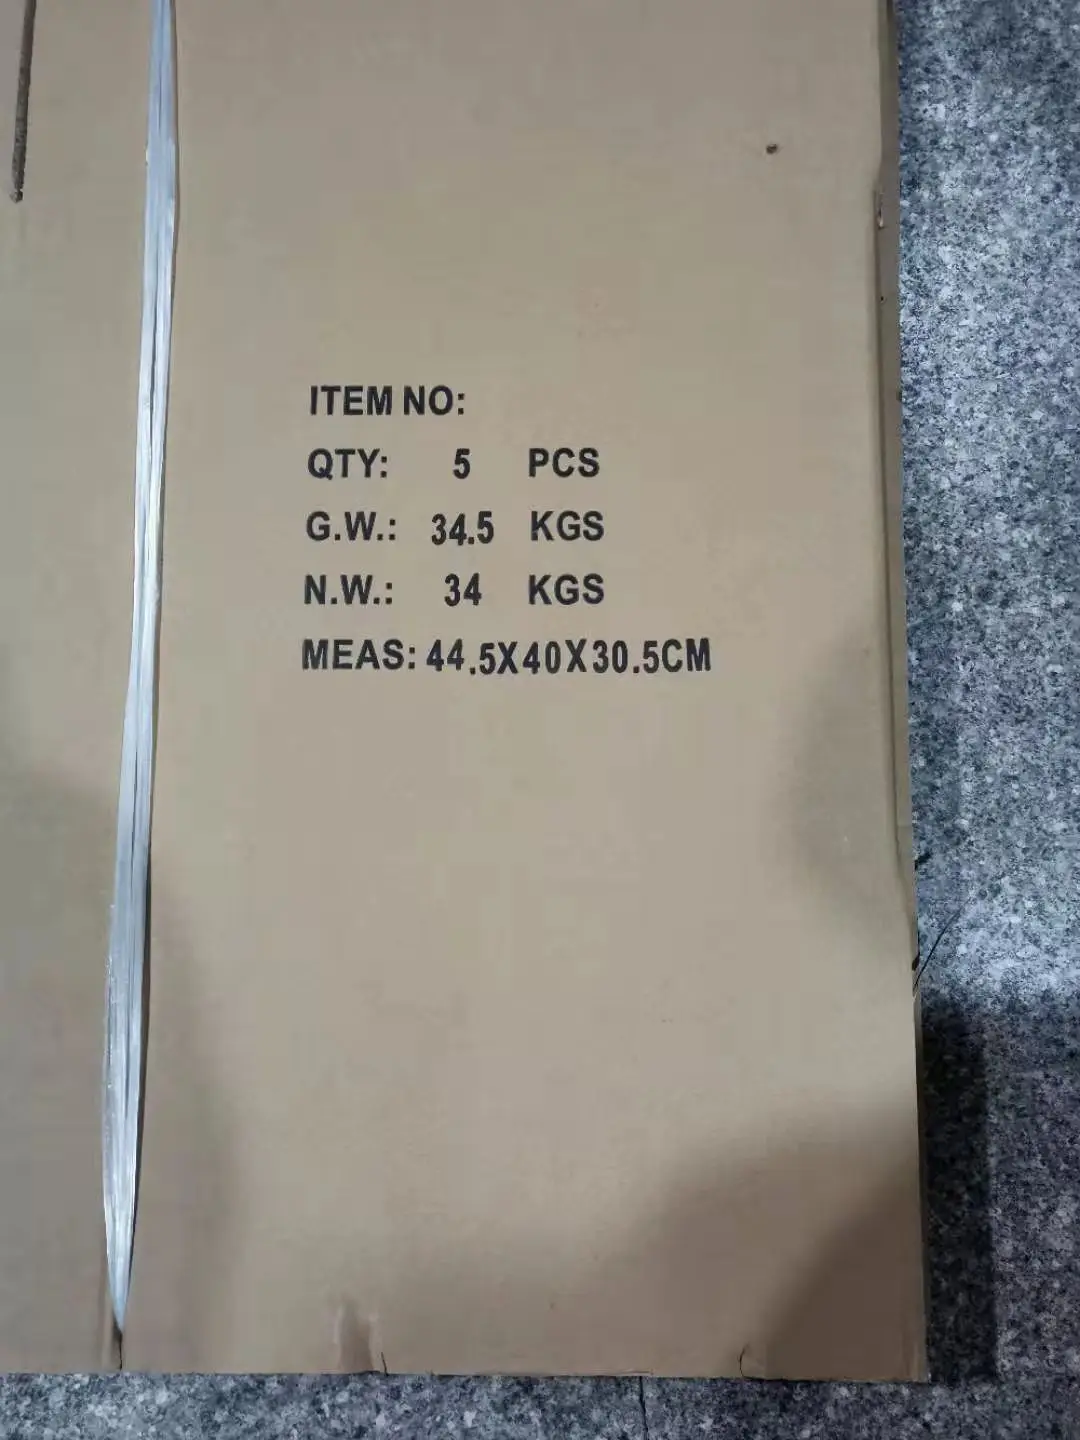 ITEM NO:
QTY: 5 PCS
G.W.: 34.5 KGS
N.W.: 34 KGS
MEAS: 44.5X40X30.5CM